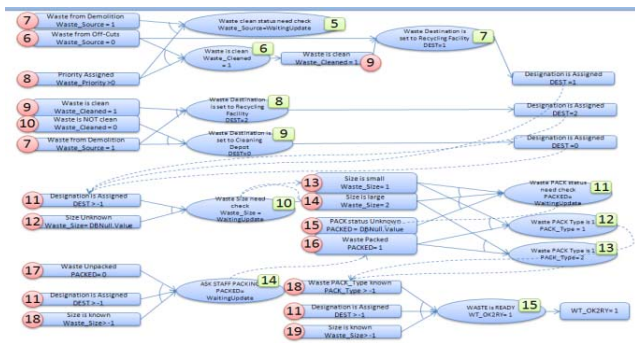 7
Waste from Demolition
Waste_Source= 1
6
Waste from Off-Cuts
Waste_Source= 0
Waste clean status need check
Waste_Source=WaitingUpdate
5
Waste is clean
Waste_Cleaned
= 1
6
Waste is clean
Waste_Cleaned = 1
9
Waste Destination is
set to Recycling Facility
DEST=1
7
8
Priority Assigned
Waste_Priority >0
Designation is Assigned
DEST =1
9
Waste is clean
Waste_Cleaned = 1
10
Waste is NOT clean
Waste_Cleaned = 0
7
Waste from Demolition
Waste_Source = 1
Waste Destination
is set to Recycling
Facility
DEST=2
8
Designation is Assigned
DEST=2
Waste Destination is
set to Cleaning
Depot
DEST=0
9
Designation is Assigned
DEST =0
11
Designation is Assigned
DEST > -1
12
Size Unknown
Waste_Size= DBNull.Value
Waste Size need
check
Waste_Size =
WaitingUpdate
10
13
Size is small
Waste_Size= 1
14
Size is large
Waste_Size= 2
15
PACK status Unknown
PACKED= DBNull.Value
16
Waste Packed
PACKED= 1
Waste PACK status
need check
PACKED=
WaitingUpdate
11
Waste PACK Type is 1
PACK_Type = 1
12
Waste PACK Type is 2
PACK_Type= 2
13
17
Waste Unpacked
PACKED= 0
11
Designation is Assigned
DEST > -1
18
Size is known
Waste_Size> -1
ASK STAFF PACKING
PACKED=
WaitingUpdate
14
18
Waste PACK_Type known
PACK_Type > -1
11
Designation is Assigned
DEST > -1
19
Size is known
Waste_Size> -1
WASTE is READY
WT_OK2RY= 1
15
WT_OK2RY= 1